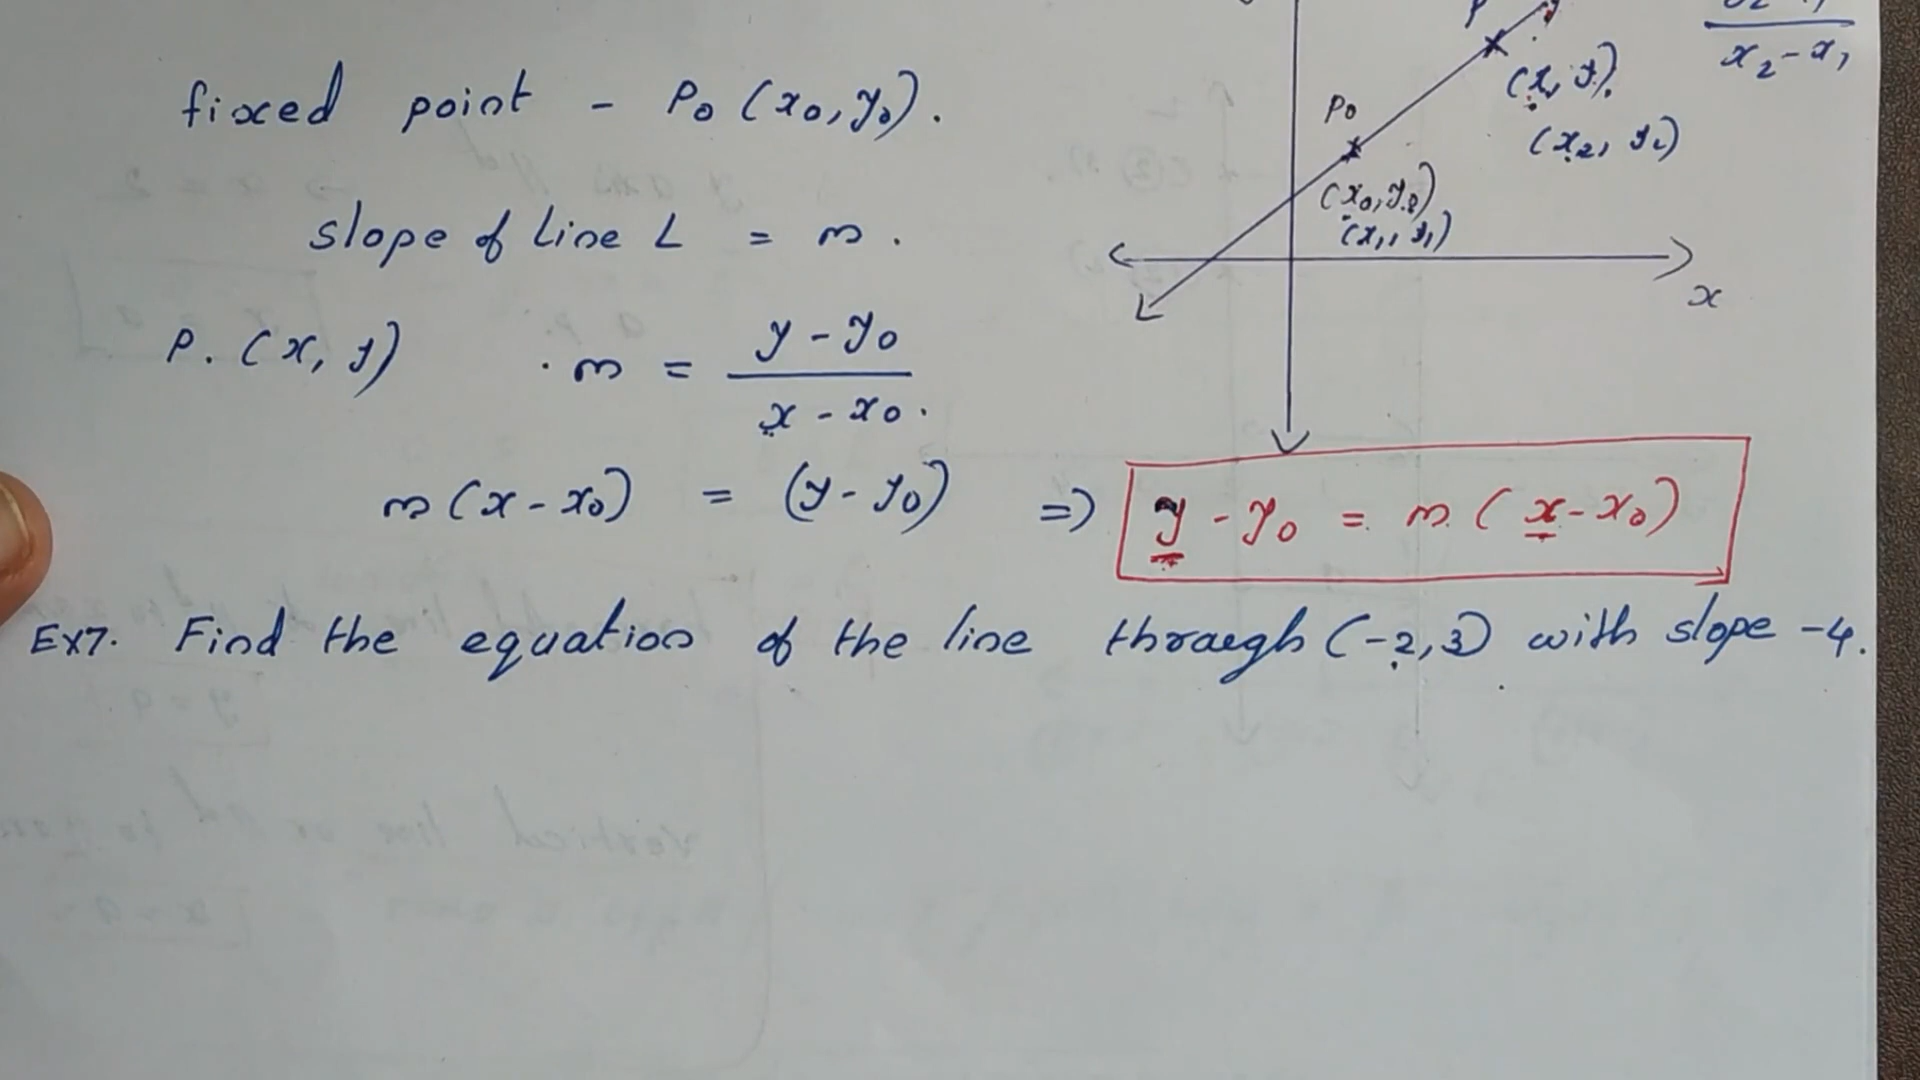 fixed point - P₀ (x₀, y₀).
slope of line L = m.
P. (x, y) . m = (y - y₀) / (x - x₀).
m (x - x₀) = (y - y₀) => y - y₀ = m. (x - x₀)
P₀
(x, y)
x₂ - x₁
(x₂, y₂)
(x₀, y₀)
(x₁, y₁)
x
Ex7. Find the equation of the line through (-2, 3) with slope -4.